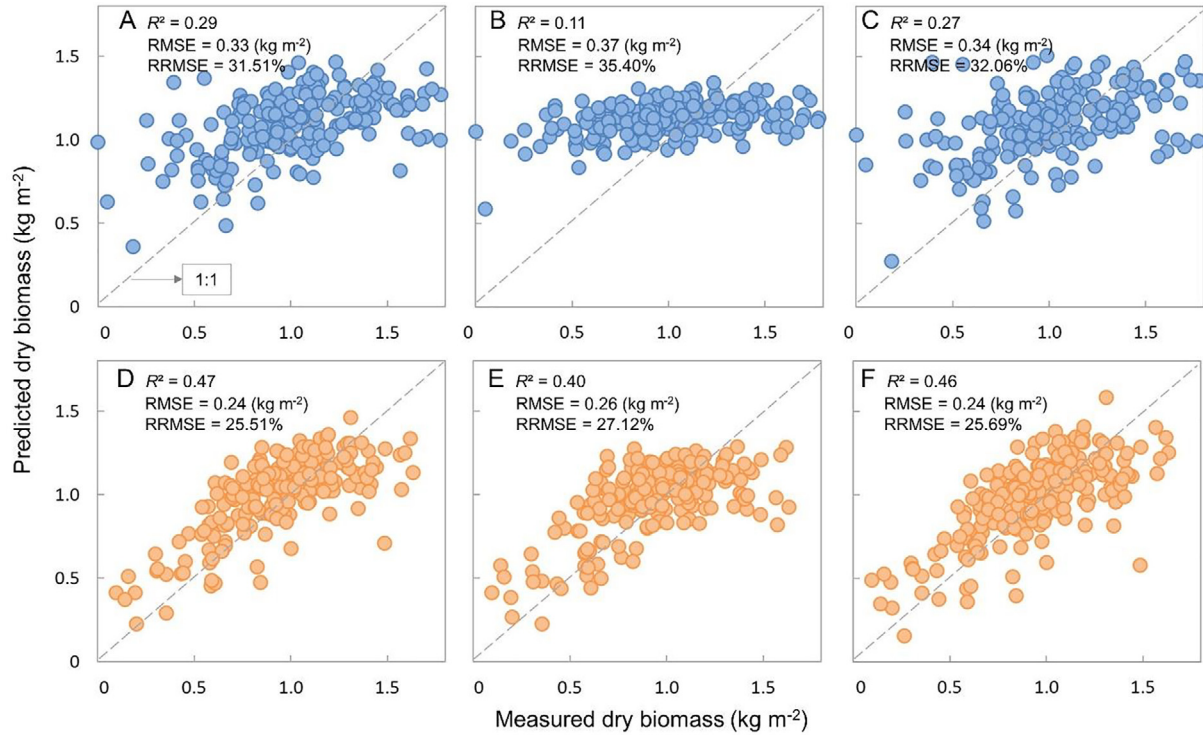 Predicted dry biomass (kg m⁻²)
A
R² = 0.29
RMSE = 0.33 (kg m⁻²)
RRMSE = 31.51%
1.5
1.0
0.5
0
1:1
0 0.5 1.0 1.5
B
R² = 0.11
RMSE = 0.37 (kg m⁻²)
RRMSE = 35.40%
0 0.5 1.0 1.5
C
R² = 0.27
RMSE = 0.34 (kg m⁻²)
RRMSE = 32.06%
0 0.5 1.0 1.5
D
R² = 0.47
RMSE = 0.24 (kg m⁻²)
RRMSE = 25.51%
1.5
1.0
0.5
0
0 0.5 1.0 1.5
E
R² = 0.40
RMSE = 0.26 (kg m⁻²)
RRMSE = 27.12%
0 0.5 1.0 1.5
F
R² = 0.46
RMSE = 0.24 (kg m⁻²)
RRMSE = 25.69%
0 0.5 1.0 1.5
Measured dry biomass (kg m⁻²)